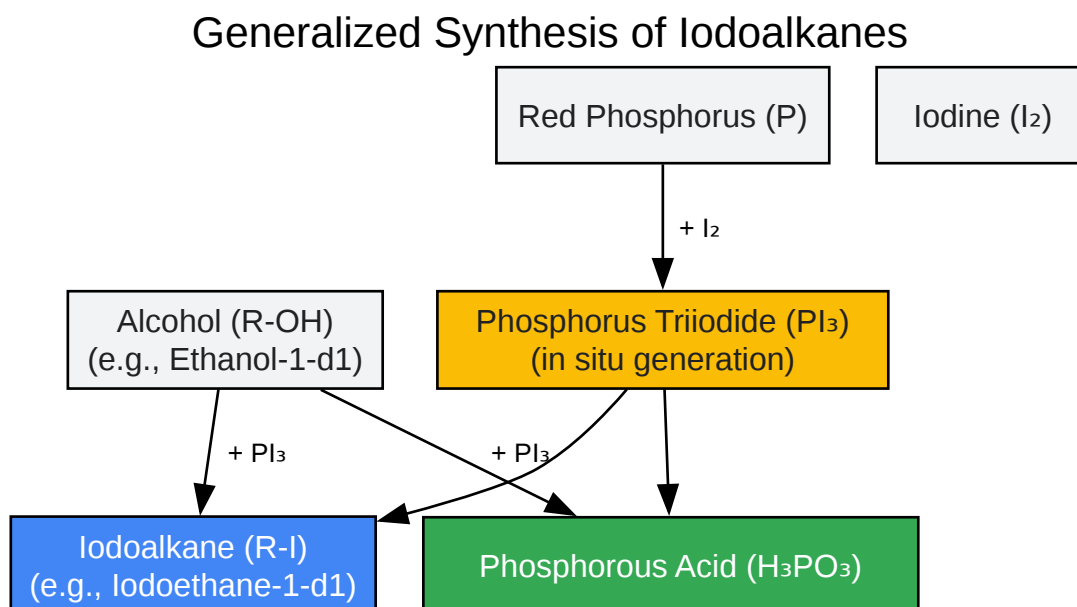 Generalized Synthesis of Iodoalkanes
Red Phosphorus (P)
Iodine (I₂)
+ I₂
Alcohol (R-OH)
(e.g., Ethanol-1-d1)
Phosphorus Triiodide (PI₃)
(in situ generation)
+ PI₃
+ PI₃
Iodoalkane (R-I)
(e.g., Iodoethane-1-d1)
Phosphorous Acid (H₃PO₃)